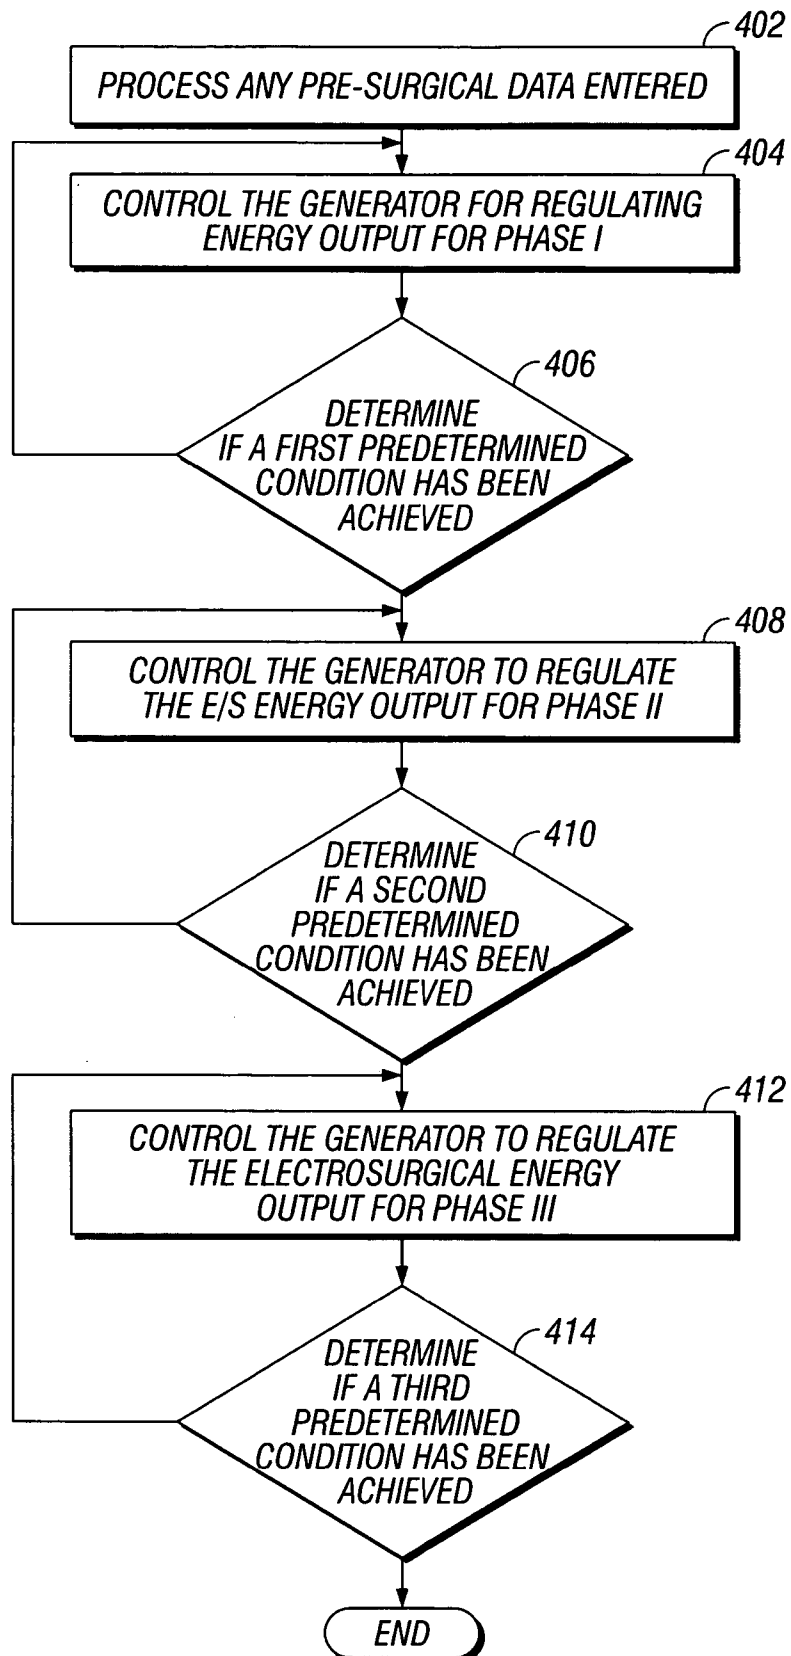 402
PROCESS ANY PRE-SURGICAL DATA ENTERED
404
CONTROL THE GENERATOR FOR REGULATING
ENERGY OUTPUT FOR PHASE I
406
DETERMINE
IF A FIRST PREDETERMINED
CONDITION HAS BEEN
ACHIEVED
408
CONTROL THE GENERATOR TO REGULATE
THE E/S ENERGY OUTPUT FOR PHASE II
410
DETERMINE
IF A SECOND
PREDETERMINED
CONDITION HAS BEEN
ACHIEVED
412
CONTROL THE GENERATOR TO REGULATE
THE ELECTROSURGICAL ENERGY
OUTPUT FOR PHASE III
414
DETERMINE
IF A THIRD
PREDETERMINED
CONDITION HAS BEEN
ACHIEVED
END